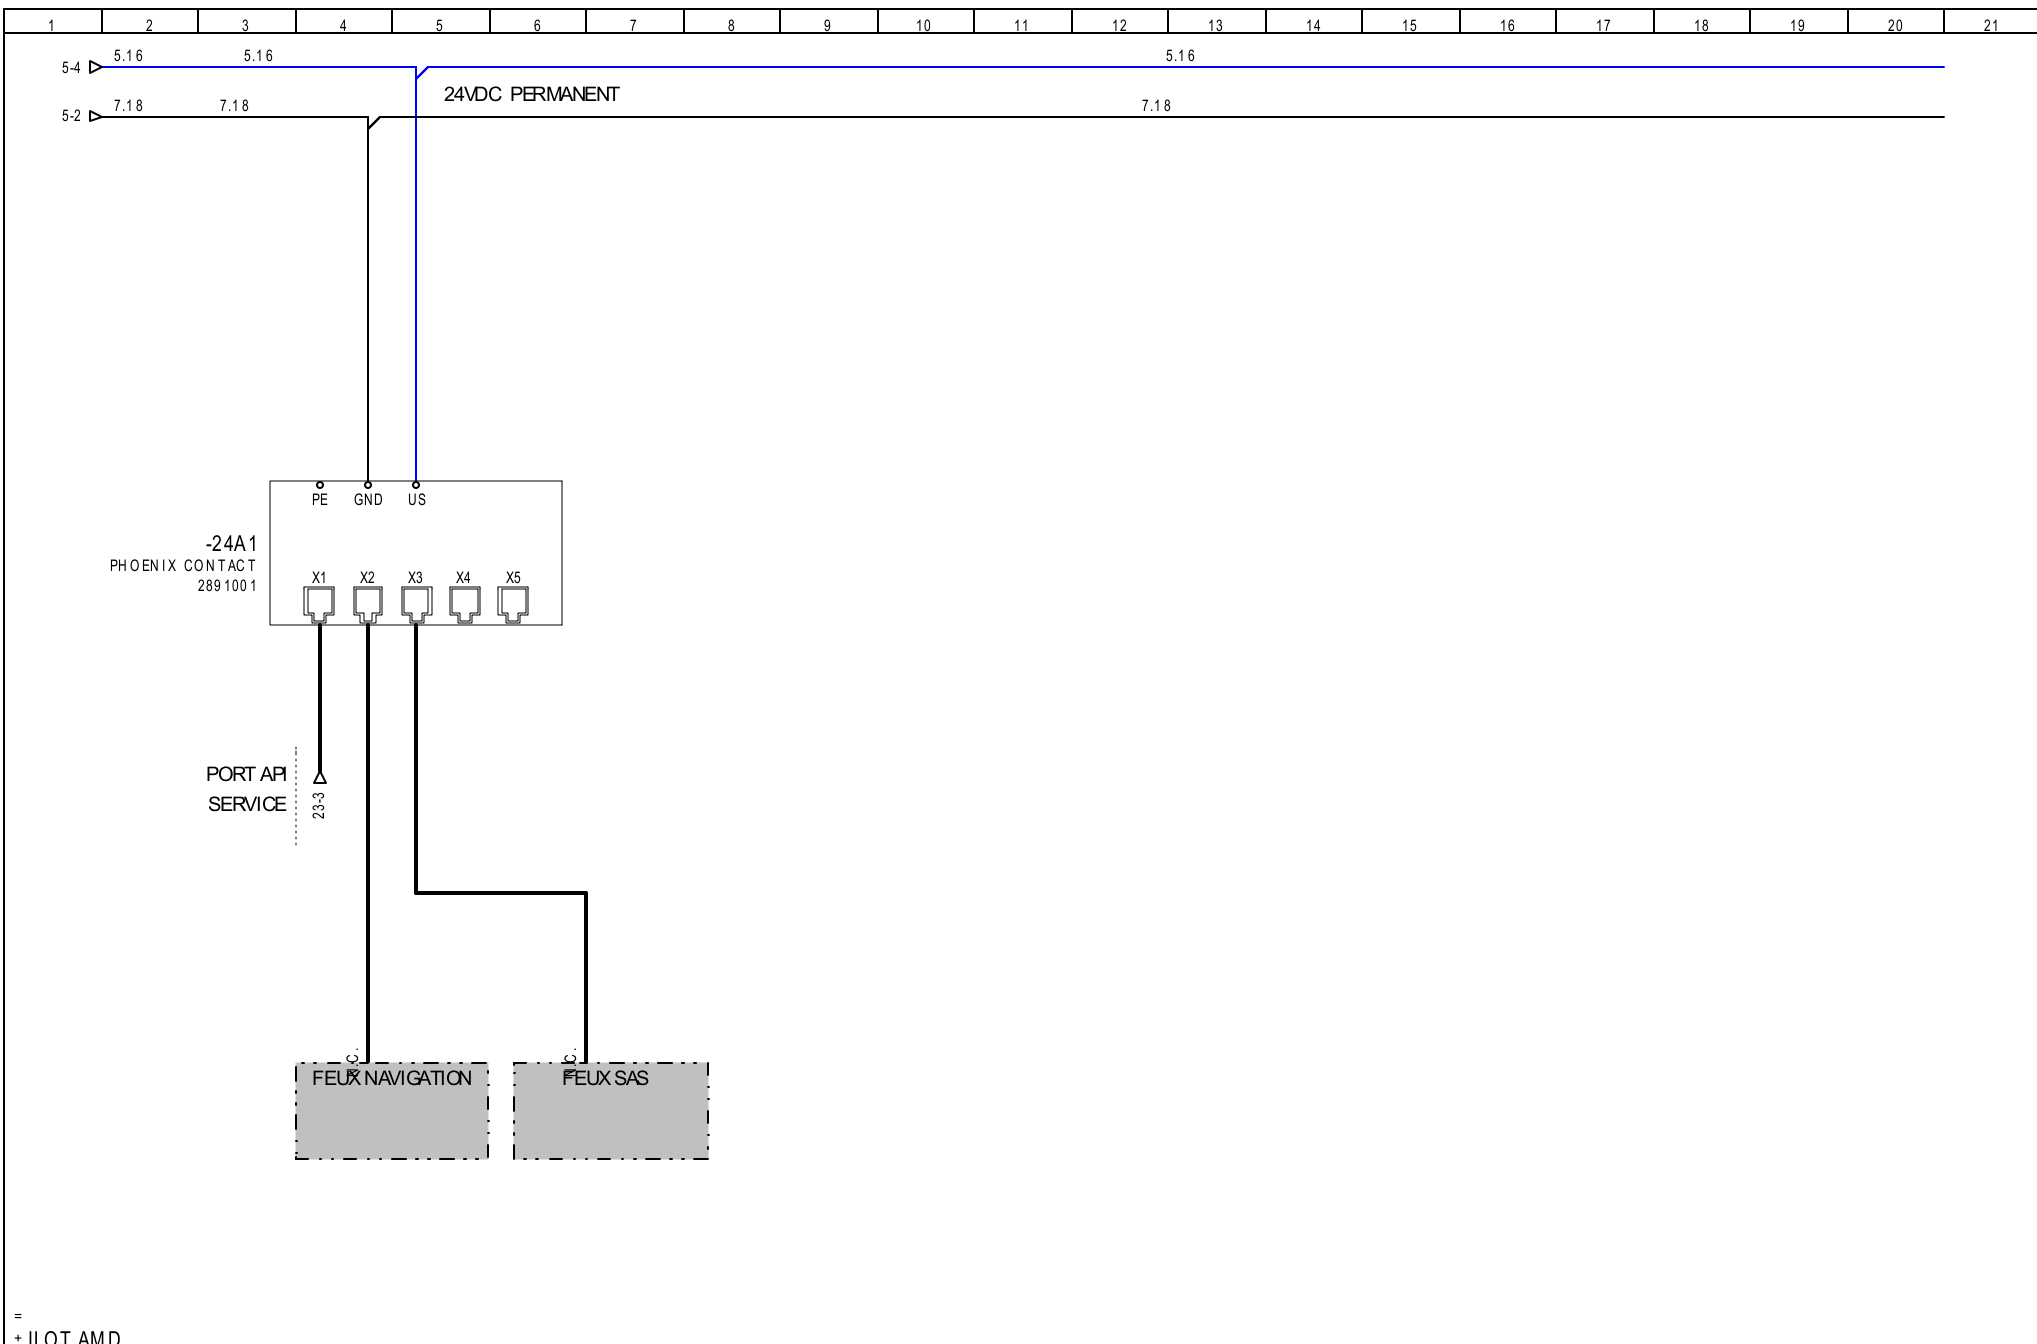 1 2 3 4 5 6 7 8 9 10 11 12 13 14 15 16 17 18 19 20 21
5-4 5.16 5.16 5.16
24VDC PERMANENT
5-2 7.18 7.18 7.18
PE GND US
-24A1
PHOENIX CONTACT
2891001
X1 X2 X3 X4 X5
PORT API
SERVICE
23-3
N.C. N.C.
FEUX NAVIGATION FEUX SAS
=
+ ILOT AMD